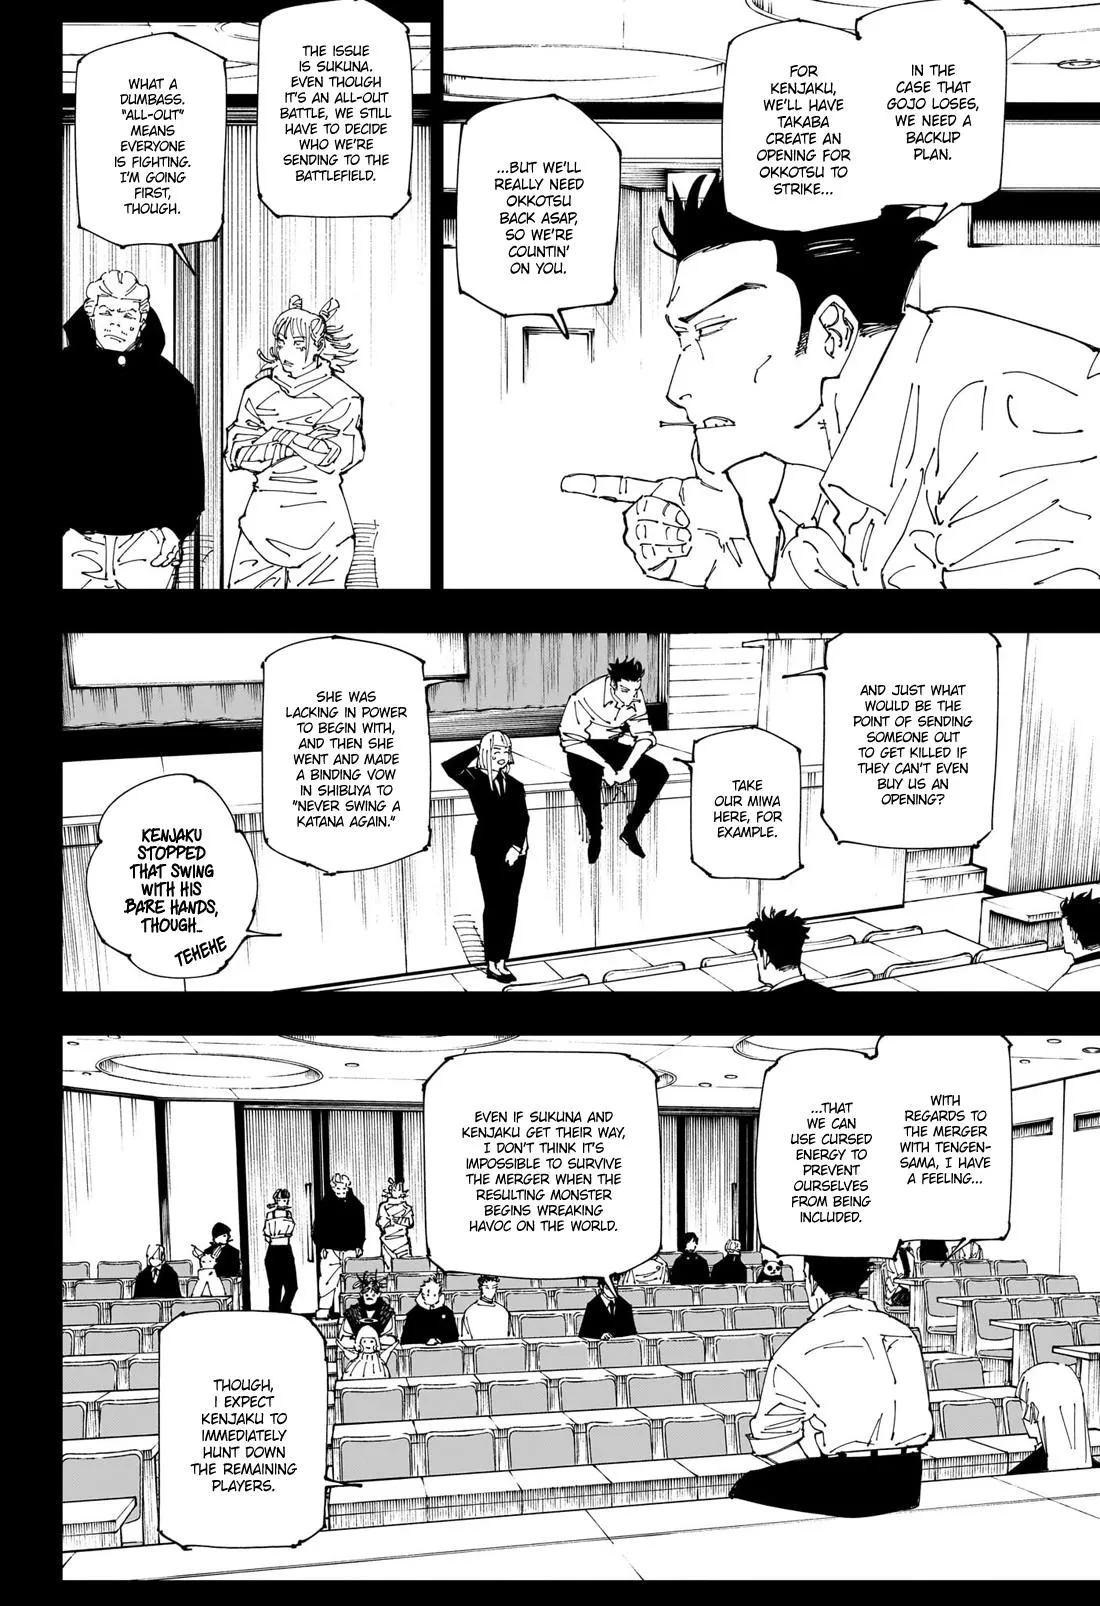 IN THE
CASE THAT
GOJO LOSES,
WE NEED A
BACKUP
PLAN.
FOR
KENJAKU,
WE'LL HAVE
TAKABA
CREATE AN
OPENING FOR
OKKOTSU TO
STRIKE...
...BUT WE'LL
REALLY NEED
OKKOTSU
BACK ASAP,
SO WE'RE
COUNTIN'
ON YOU.
THE ISSUE
IS SUKUNA.
EVEN THOUGH
IT'S AN ALL-OUT
BATTLE, WE STILL
HAVE TO DECIDE
WHO WE'RE
SENDING TO THE
BATTLEFIELD.
WHAT A
DUMBASS.
"ALL-OUT"
MEANS
EVERYONE
IS FIGHTING.
I'M GOING
FIRST,
THOUGH.
AND JUST WHAT
WOULD BE THE
POINT OF SENDING
SOMEONE OUT
TO GET KILLED IF
THEY CAN'T EVEN
BUY US AN
OPENING?
TAKE
OUR MIWA
HERE, FOR
EXAMPLE.
SHE WAS
LACKING IN POWER
TO BEGIN WITH,
AND THEN SHE
WENT AND MADE
A BINDING VOW
IN SHIBUYA TO
"NEVER SWING A
KATANA AGAIN."
KENJAKU
STOPPED
THAT SWING
WITH HIS
BARE HANDS,
THOUGH..
TEHEHE
WITH
REGARDS TO
THE MERGER
WITH TENGEN-
SAMA, I HAVE
A FEELING...
...THAT
WE CAN
USE CURSED
ENERGY TO
PREVENT
OURSELVES
FROM BEING
INCLUDED.
EVEN IF SUKUNA AND
KENJAKU GET THEIR WAY,
I DON'T THINK IT'S
IMPOSSIBLE TO SURVIVE
THE MERGER WHEN THE
RESULTING MONSTER
BEGINS WREAKING
HAVOC ON THE WORLD.
THOUGH,
I EXPECT
KENJAKU TO
IMMEDIATELY
HUNT DOWN
THE REMAINING
PLAYERS.